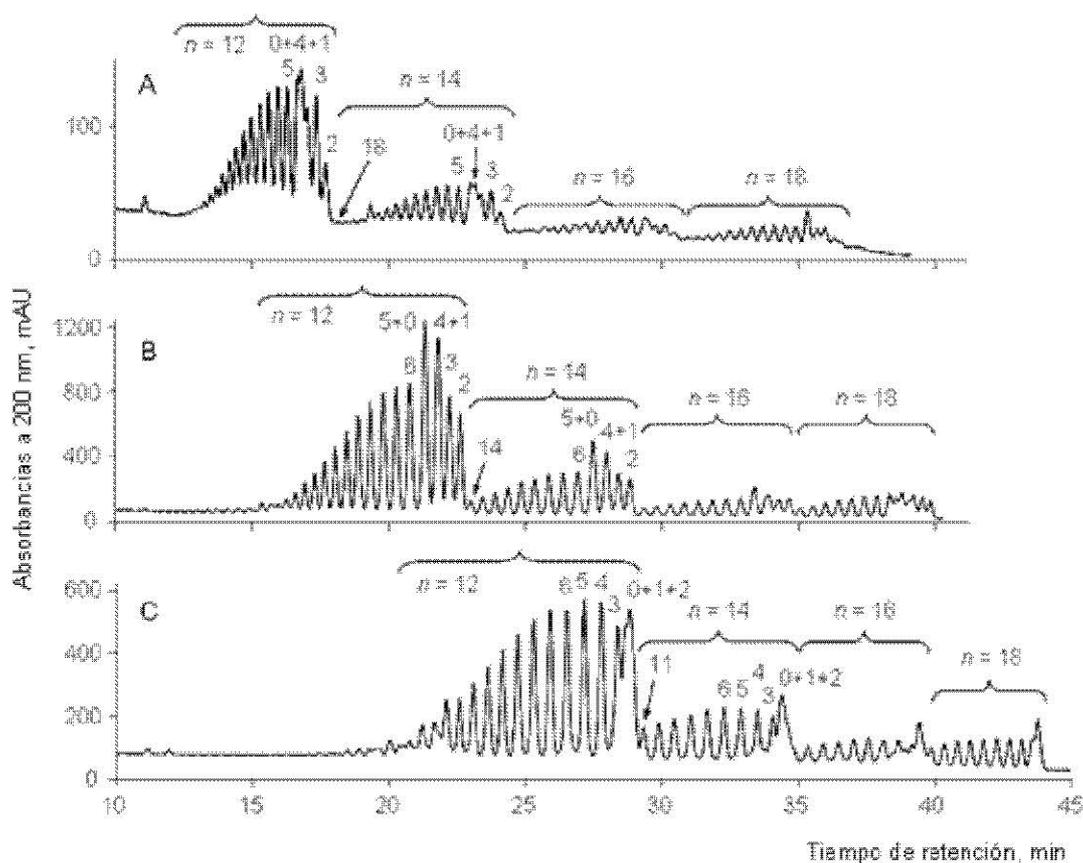 n = 12
0+4+1
5
3
2
A
n = 14
0+4+1
5
3
2
18
n = 16
n = 18
100
0
Absorbancias a 200 nm, mAU
n = 12
5+0
4+1
6
3
2
B
n = 14
5+0
4+1
6
2
14
n = 16
n = 18
1200
800
400
0
C
n = 12
6 5 4
3
0+1+2
n = 14
11
6 5
4
3
0+1+2
n = 16
n = 18
600
400
200
0
10 15 20 25 30 35 40 45
Tiempo de retención, min